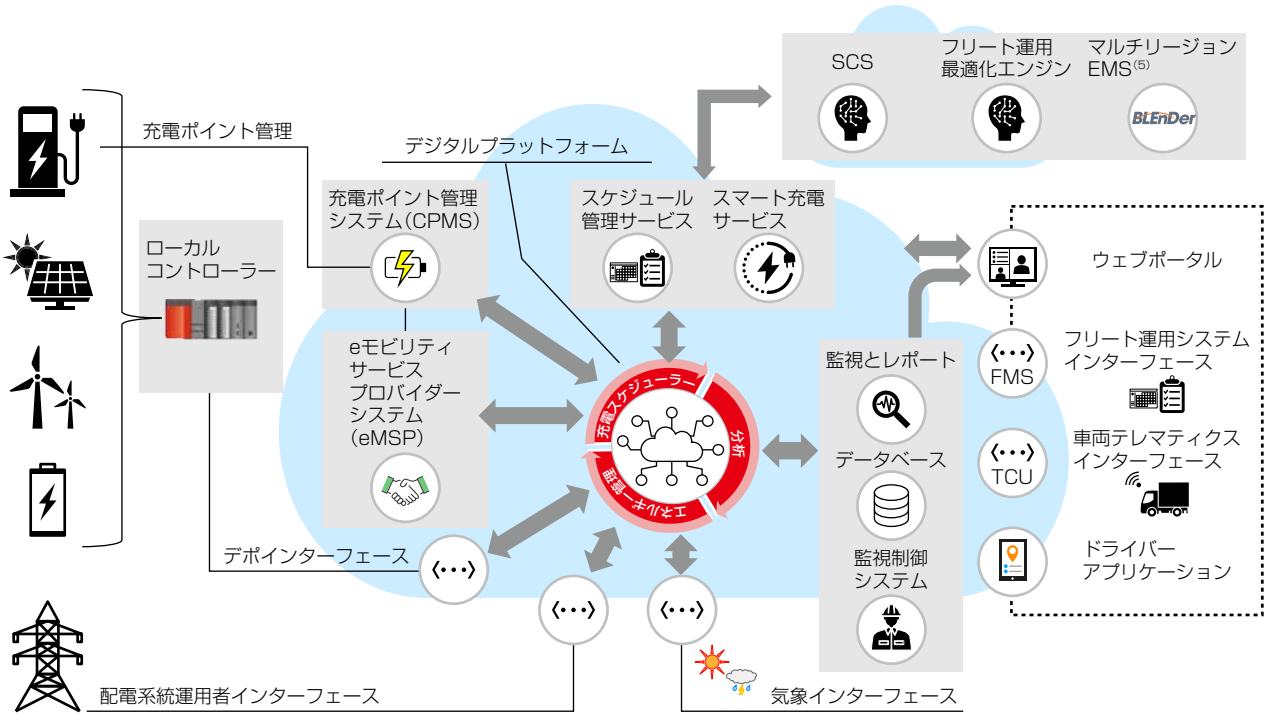 SCS
フリート運用
最適化エンジン
マルチリージョン
EMS(5)
BLEnDer
充電ポイント管理
デジタルプラットフォーム
充電ポイント管理
システム(CPMS)
スケジュール
管理サービス
スマート充電
サービス
ローカル
コントローラー
ウェブポータル
eモビリティ
サービス
プロバイダー
システム
(eMSP)
充電スケジューラー
分析
エネルギー管理
監視とレポート
データベース
監視制御
システム
FMS
フリート運用システム
インターフェース
TCU
車両テレマティクス
インターフェース
ドライバー
アプリケーション
デポインターフェース
配電系統運用者インターフェース
気象インターフェース